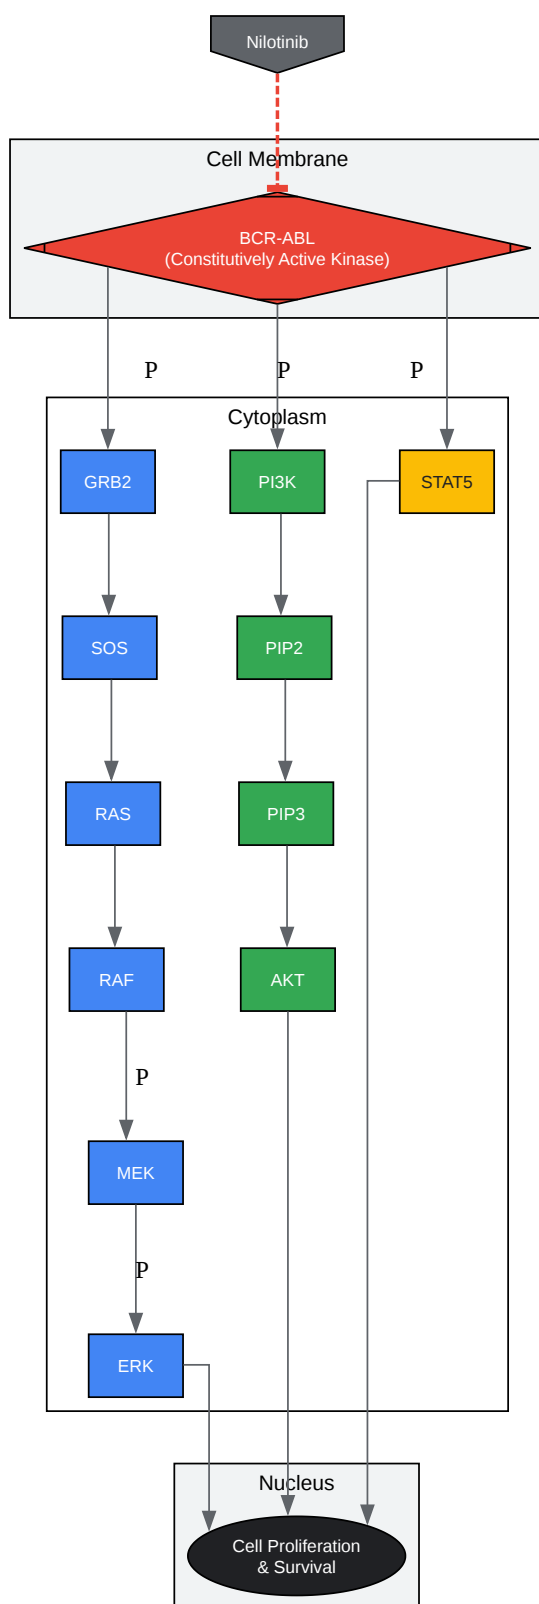 Nilotinib
Cell Membrane
BCR-ABL
(Constitutively Active Kinase)
P P P
Cytoplasm
GRB2 PI3K STAT5
SOS PIP2
RAS PIP3
RAF AKT
P
MEK
P
ERK
Nucleus
Cell Proliferation
& Survival